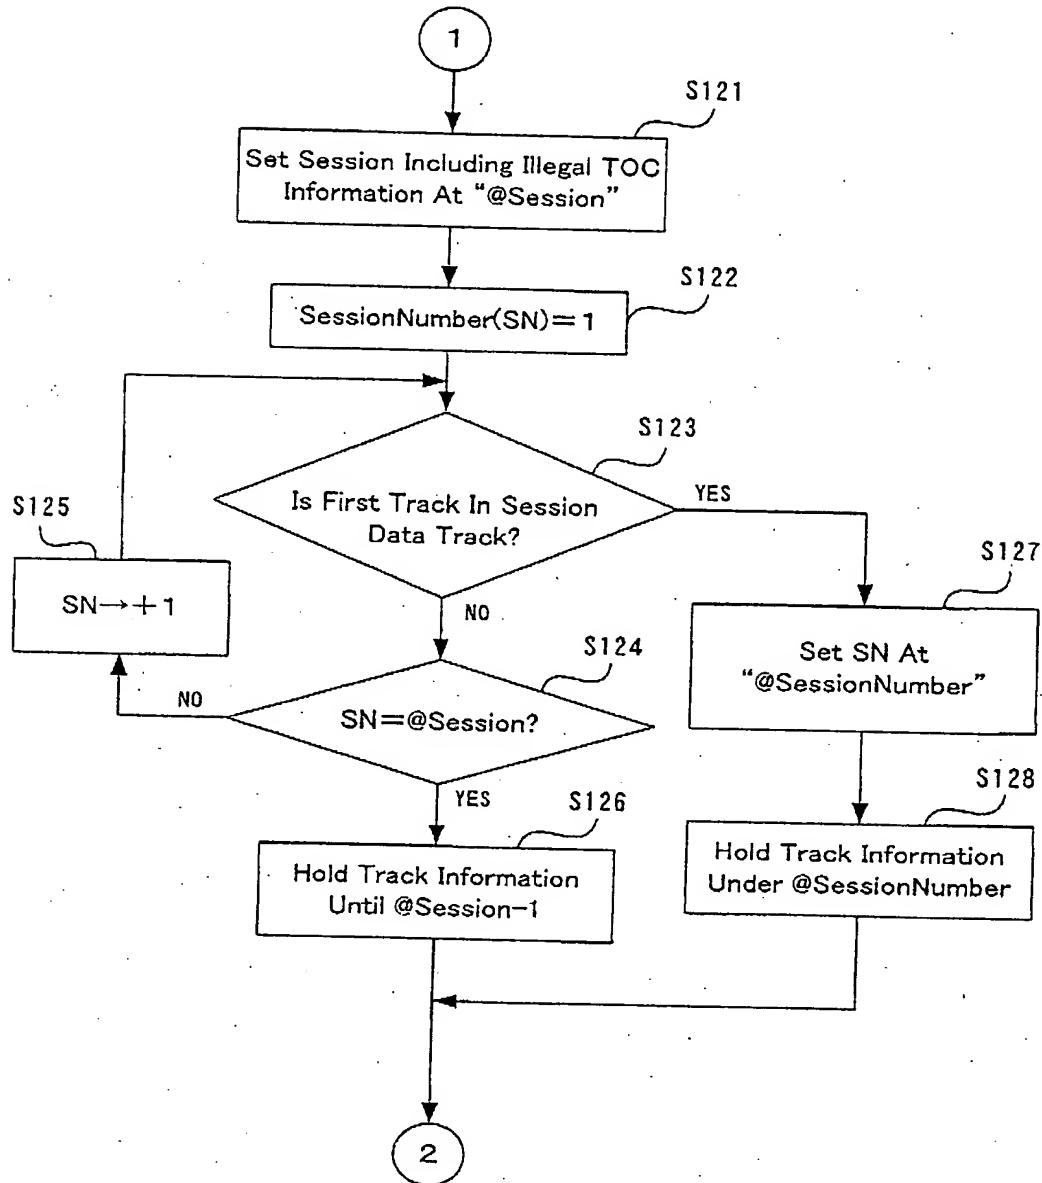 1
S121
Set Session Including Illegal TOC
Information At “@Session”
S122
SessionNumber(SN)=1
S123
Is First Track In Session
Data Track?
YES
S125
SN→+1
NO
S127
Set SN At
“@SessionNumber”
S124
SN=@Session?
NO
YES
S126
Hold Track Information
Until @Session-1
S128
Hold Track Information
Under @SessionNumber
2